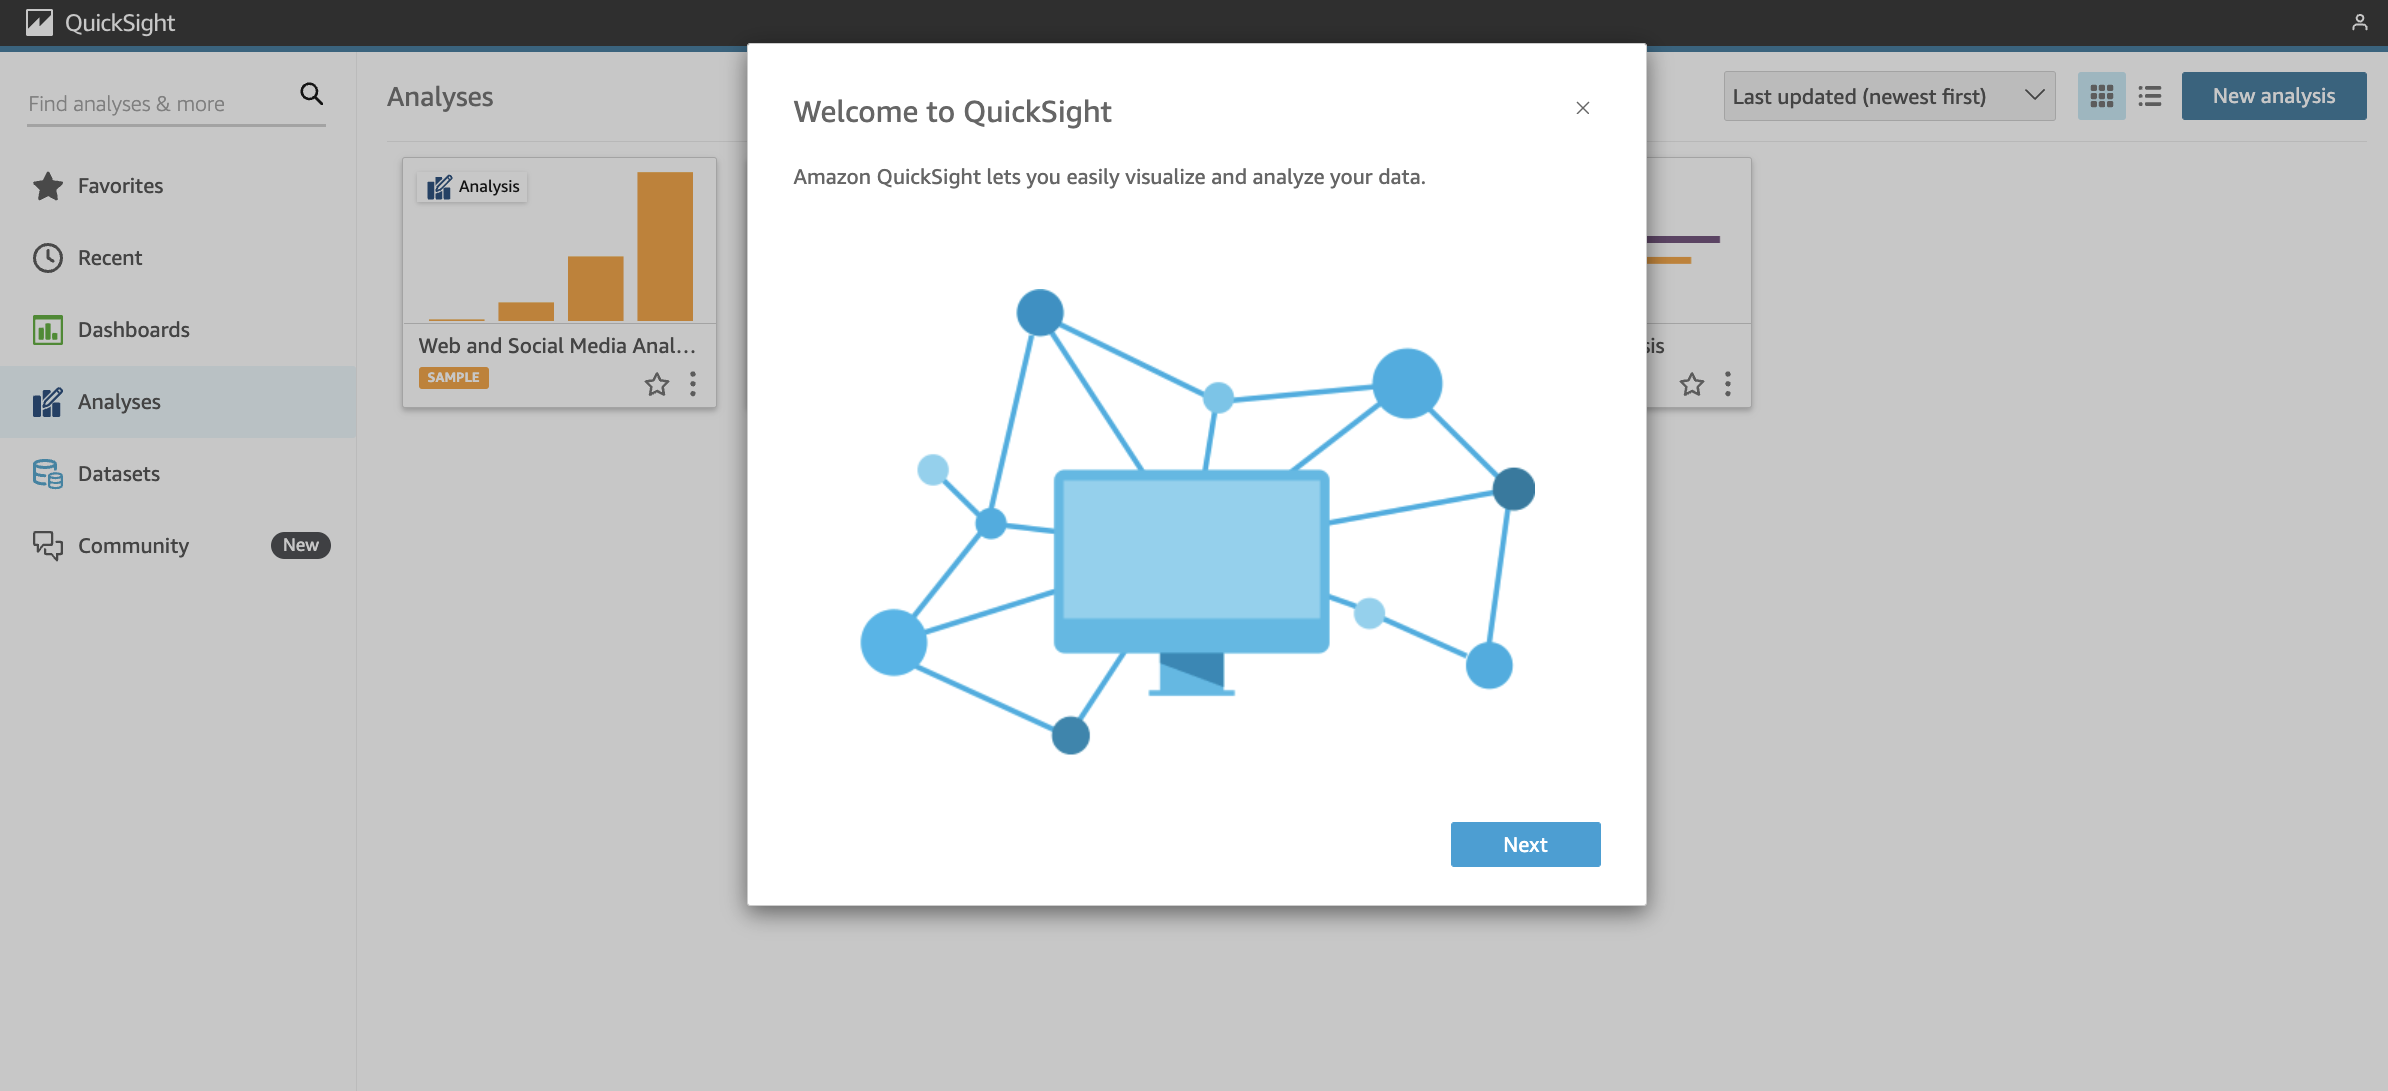 QuickSight
Find analyses & more
Favorites
Recent
Dashboards
Analyses
Datasets
Community
New
Analyses
Last updated (newest first)
New analysis
Analysis
Web and Social Media Anal...
SAMPLE
sis
Welcome to QuickSight
Amazon QuickSight lets you easily visualize and analyze your data.
Next